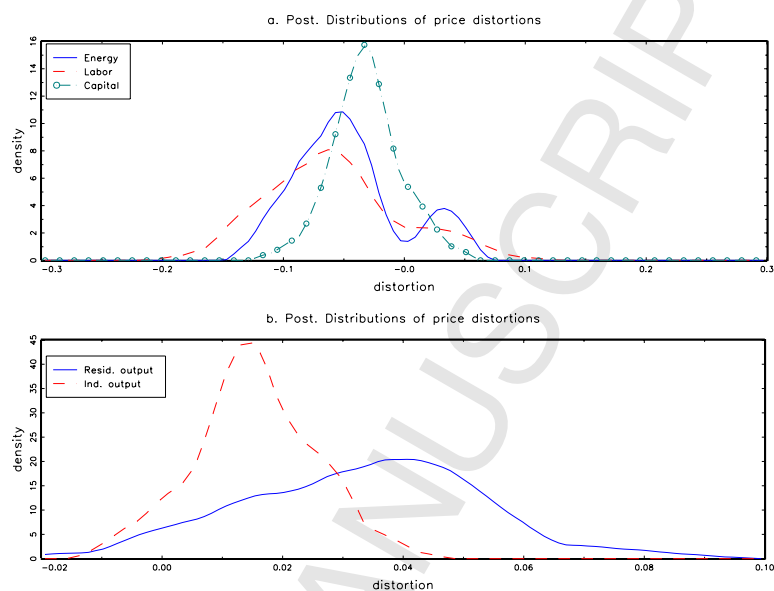 a. Post. Distributions of price distortions
16
14
12
10
8
6
4
2
0
density
Energy
Labor
Capital
-0.3 -0.2 -0.1 -0.0 0.1 0.2 0.3
distortion
b. Post. Distributions of price distortions
45
40
35
30
25
20
15
10
5
0
density
Resid. output
Ind. output
-0.02 0.00 0.02 0.04 0.06 0.08 0.10
distortion
ANUSCRIP